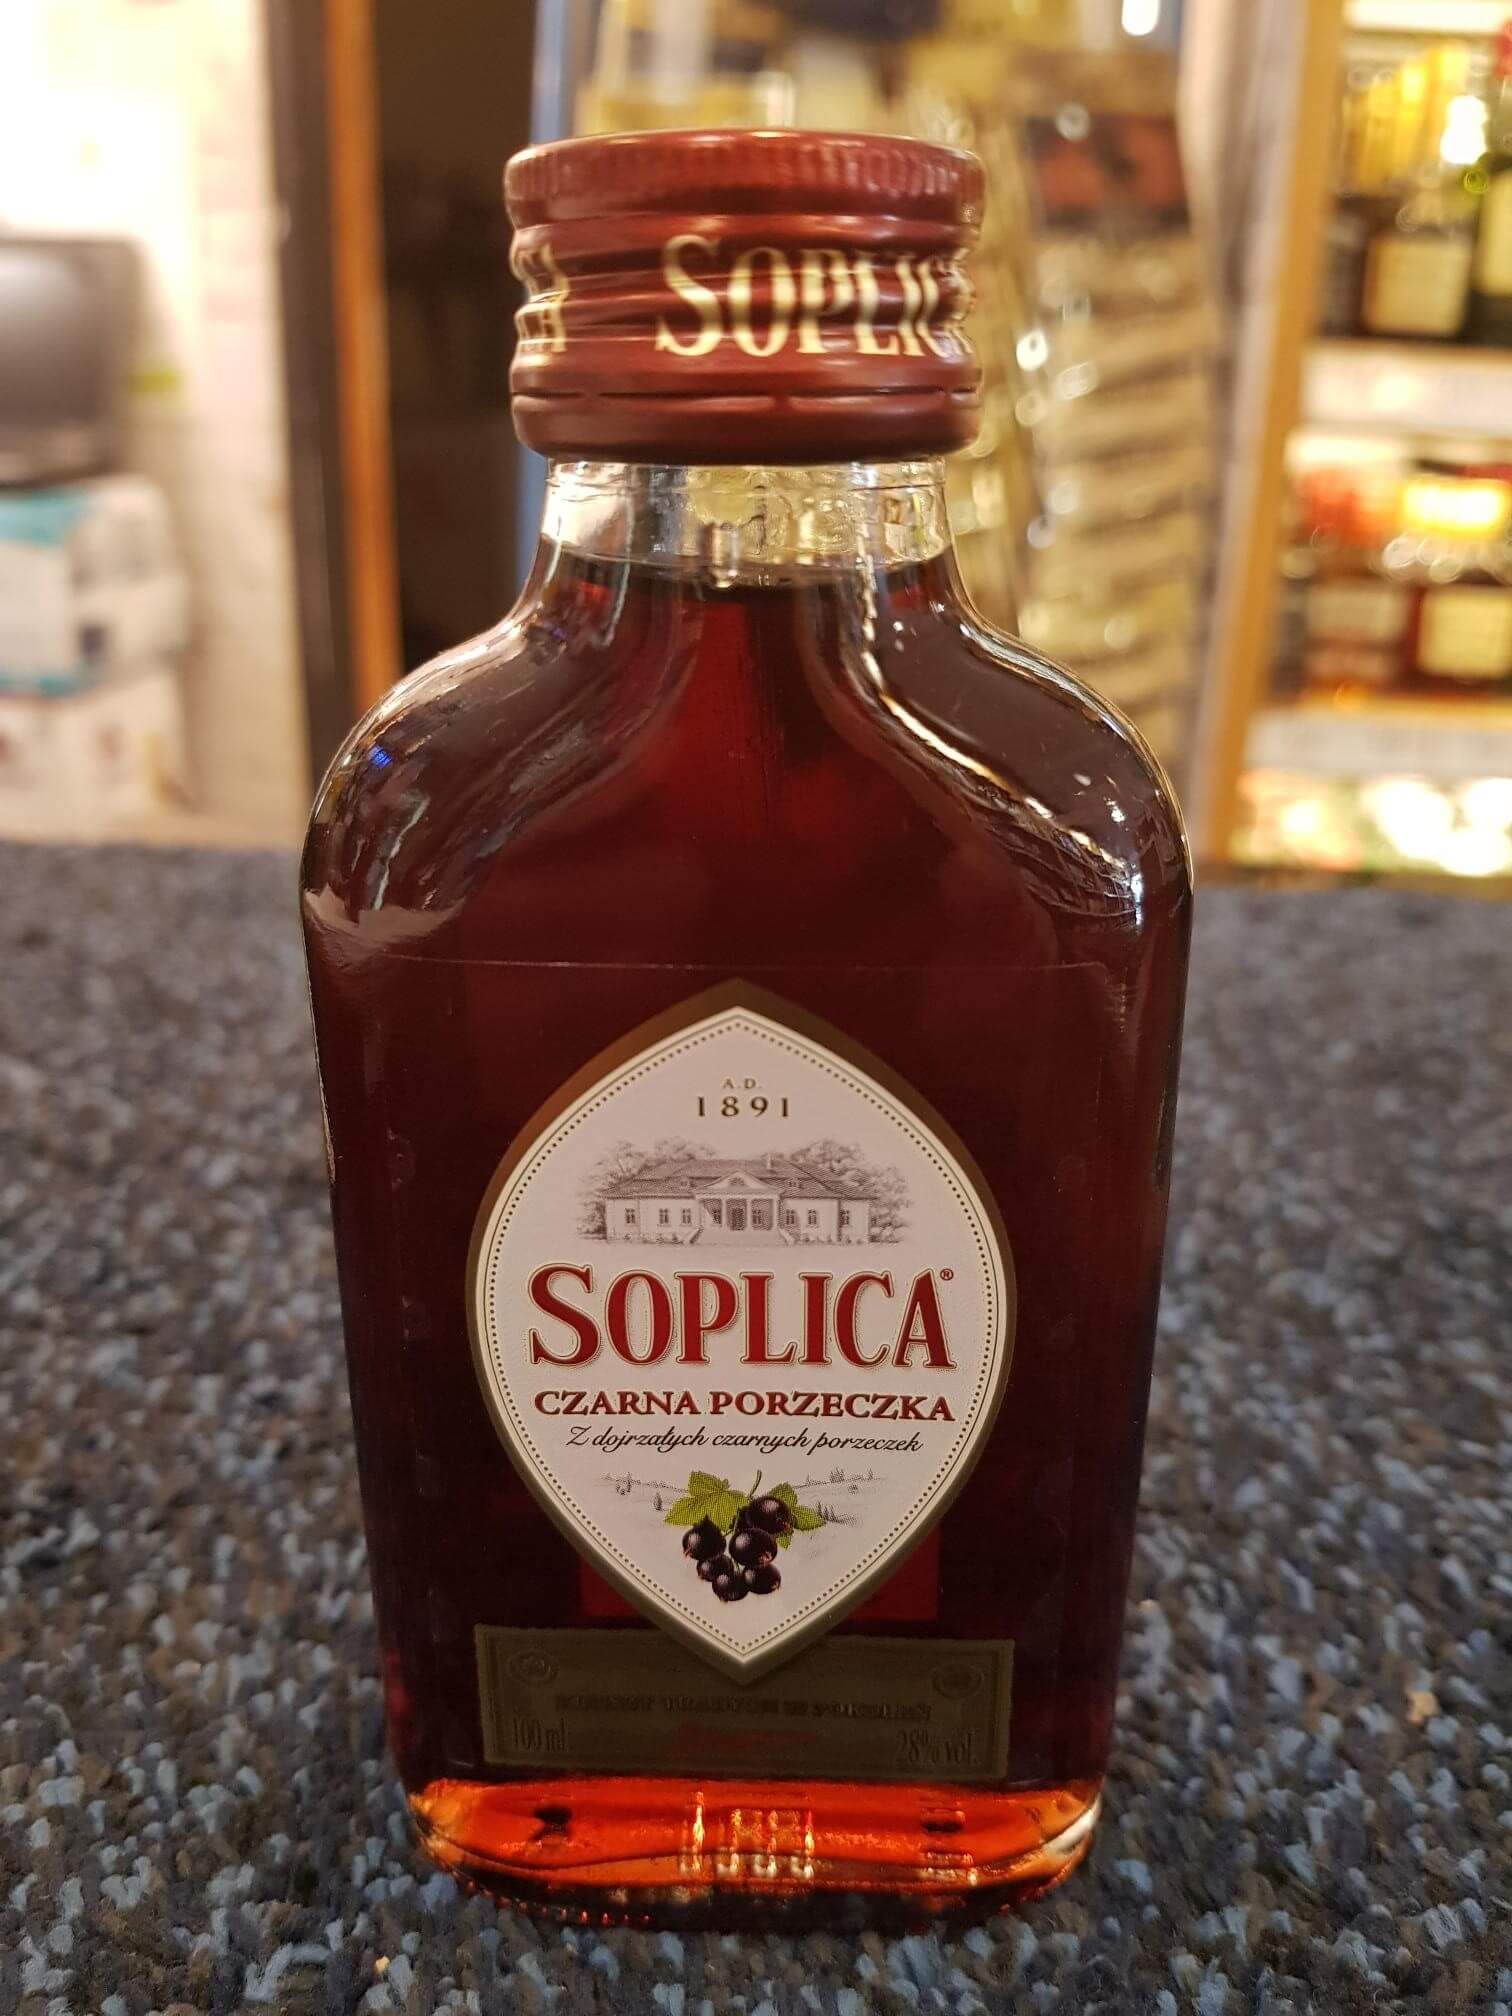 SOPLICA
A.D.
1891
SOPLICA®
CZARNA PORZECZKA
Z dojrzałych czarnych porzeczek
100 ml
28% vol.